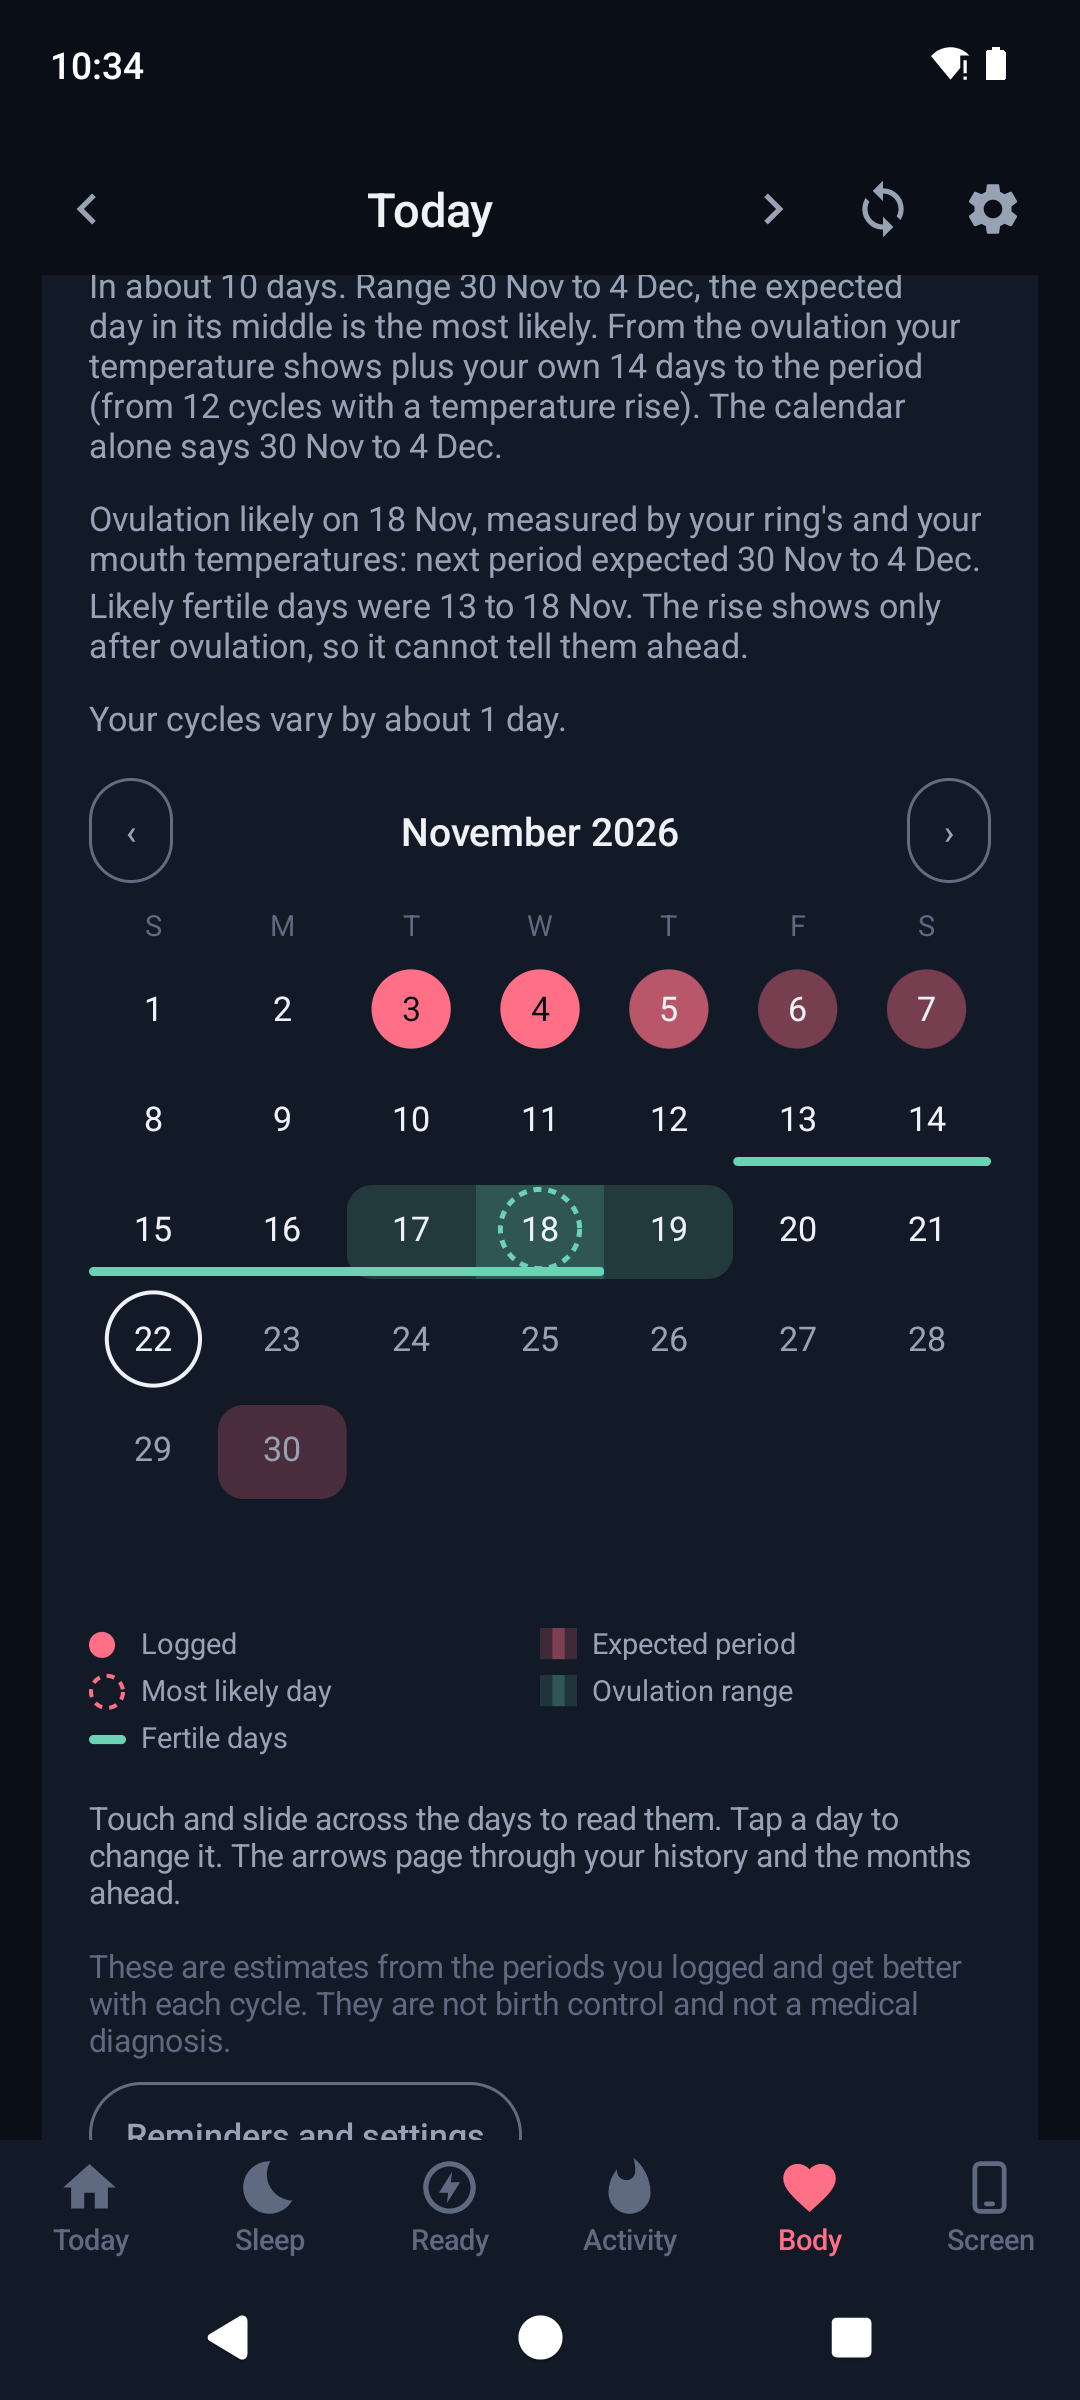 10:34
Today
In about 10 days. Range 30 Nov to 4 Dec, the expected
day in its middle is the most likely. From the ovulation your
temperature shows plus your own 14 days to the period
(from 12 cycles with a temperature rise). The calendar
alone says 30 Nov to 4 Dec.
Ovulation likely on 18 Nov, measured by your ring's and your
mouth temperatures: next period expected 30 Nov to 4 Dec.
Likely fertile days were 13 to 18 Nov. The rise shows only
after ovulation, so it cannot tell them ahead.
Your cycles vary by about 1 day.
‹ November 2026 ›
S M T W T F S
1 2 3 4 5 6 7
8 9 10 11 12 13 14
15 16 17 18 19 20 21
22 23 24 25 26 27 28
29 30
Logged Expected period
Most likely day Ovulation range
Fertile days
Touch and slide across the days to read them. Tap a day to
change it. The arrows page through your history and the months
ahead.
These are estimates from the periods you logged and get better
with each cycle. They are not birth control and not a medical
diagnosis.
Reminders and settings
Today Sleep Ready Activity Body Screen